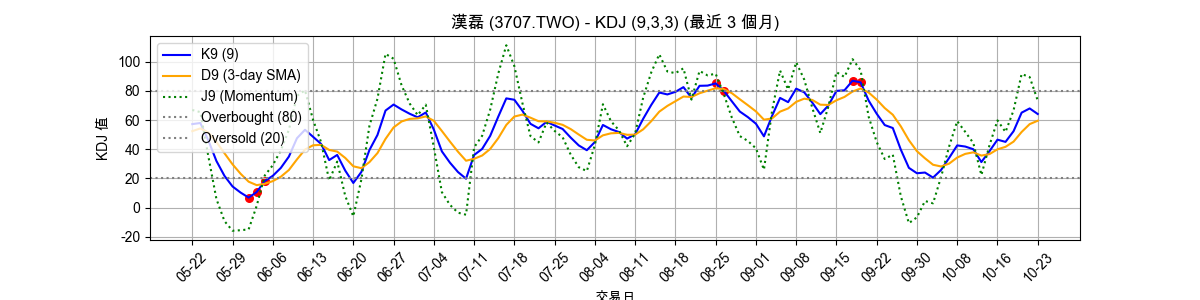 漢磊 (3707.TWO) - KDJ (9,3,3) (最近 3 個月)
KDJ 值
100
80
60
40
20
0
-20
K9 (9)
D9 (3-day SMA)
J9 (Momentum)
Overbought (80)
Oversold (20)
05-22 05-29 06-06 06-13 06-20 06-27 07-04 07-11 07-18 07-25 08-04 08-11 08-18 08-25 09-01 09-08 09-15 09-22 09-30 10-08 10-16 10-23
交易日